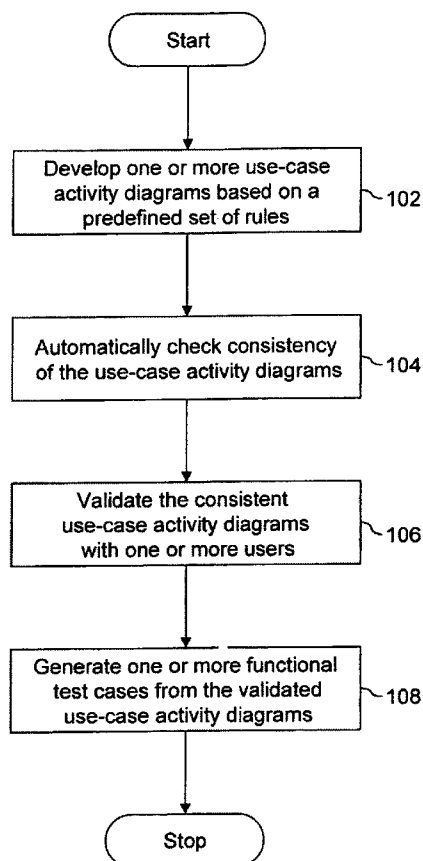 Start
Develop one or more use-case
activity diagrams based on a
predefined set of rules
102
Automatically check consistency
of the use-case activity diagrams
104
Validate the consistent
use-case activity diagrams
with one or more users
106
Generate one or more functional
test cases from the validated
use-case activity diagrams
108
Stop